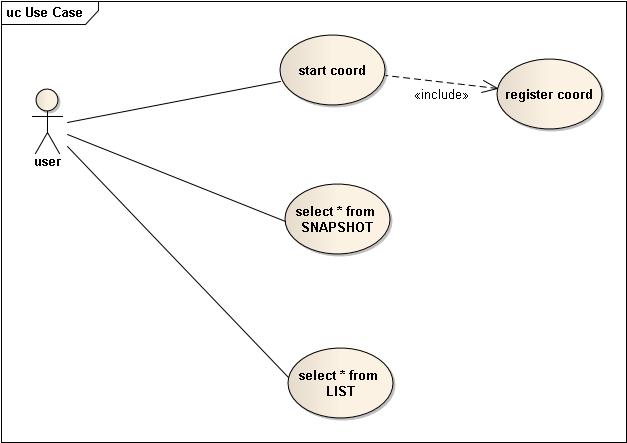 uc Use Case
start coord
«include»
register coord
user
select * from
SNAPSHOT
select * from
LIST